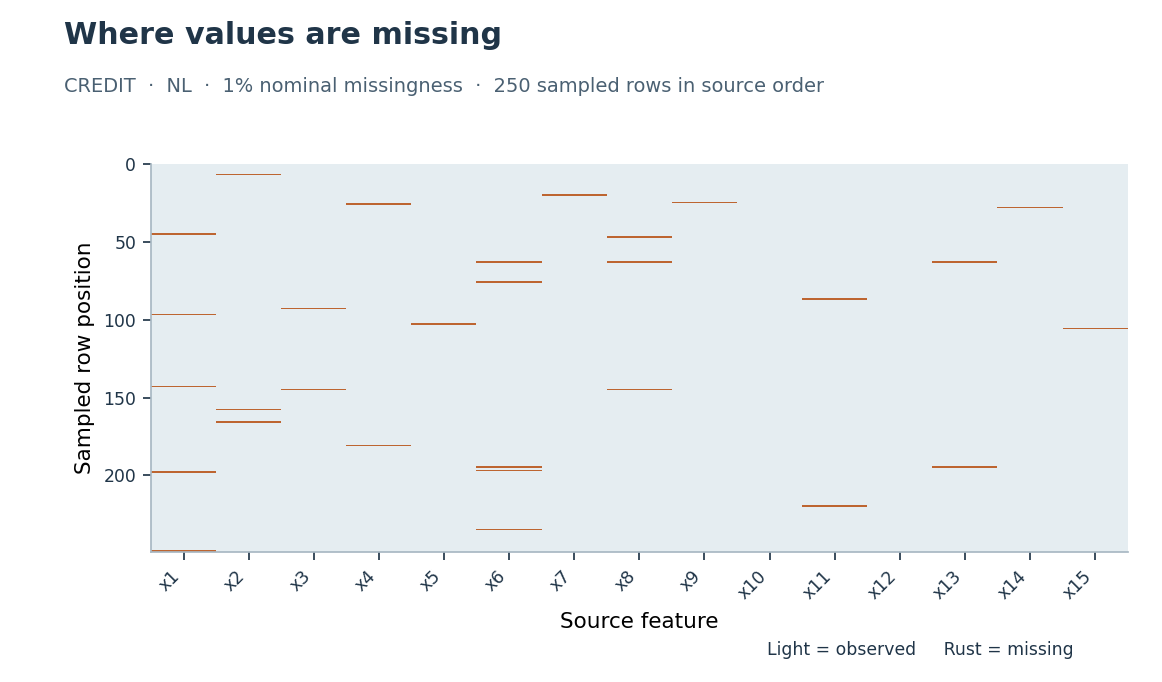 Where values are missing
CREDIT · NL · 1% nominal missingness · 250 sampled rows in source order
Sampled row position
0
50
100
150
200
x1 x2 x3 x4 x5 x6 x7 x8 x9 x10 x11 x12 x13 x14 x15
Source feature
Light = observed Rust = missing